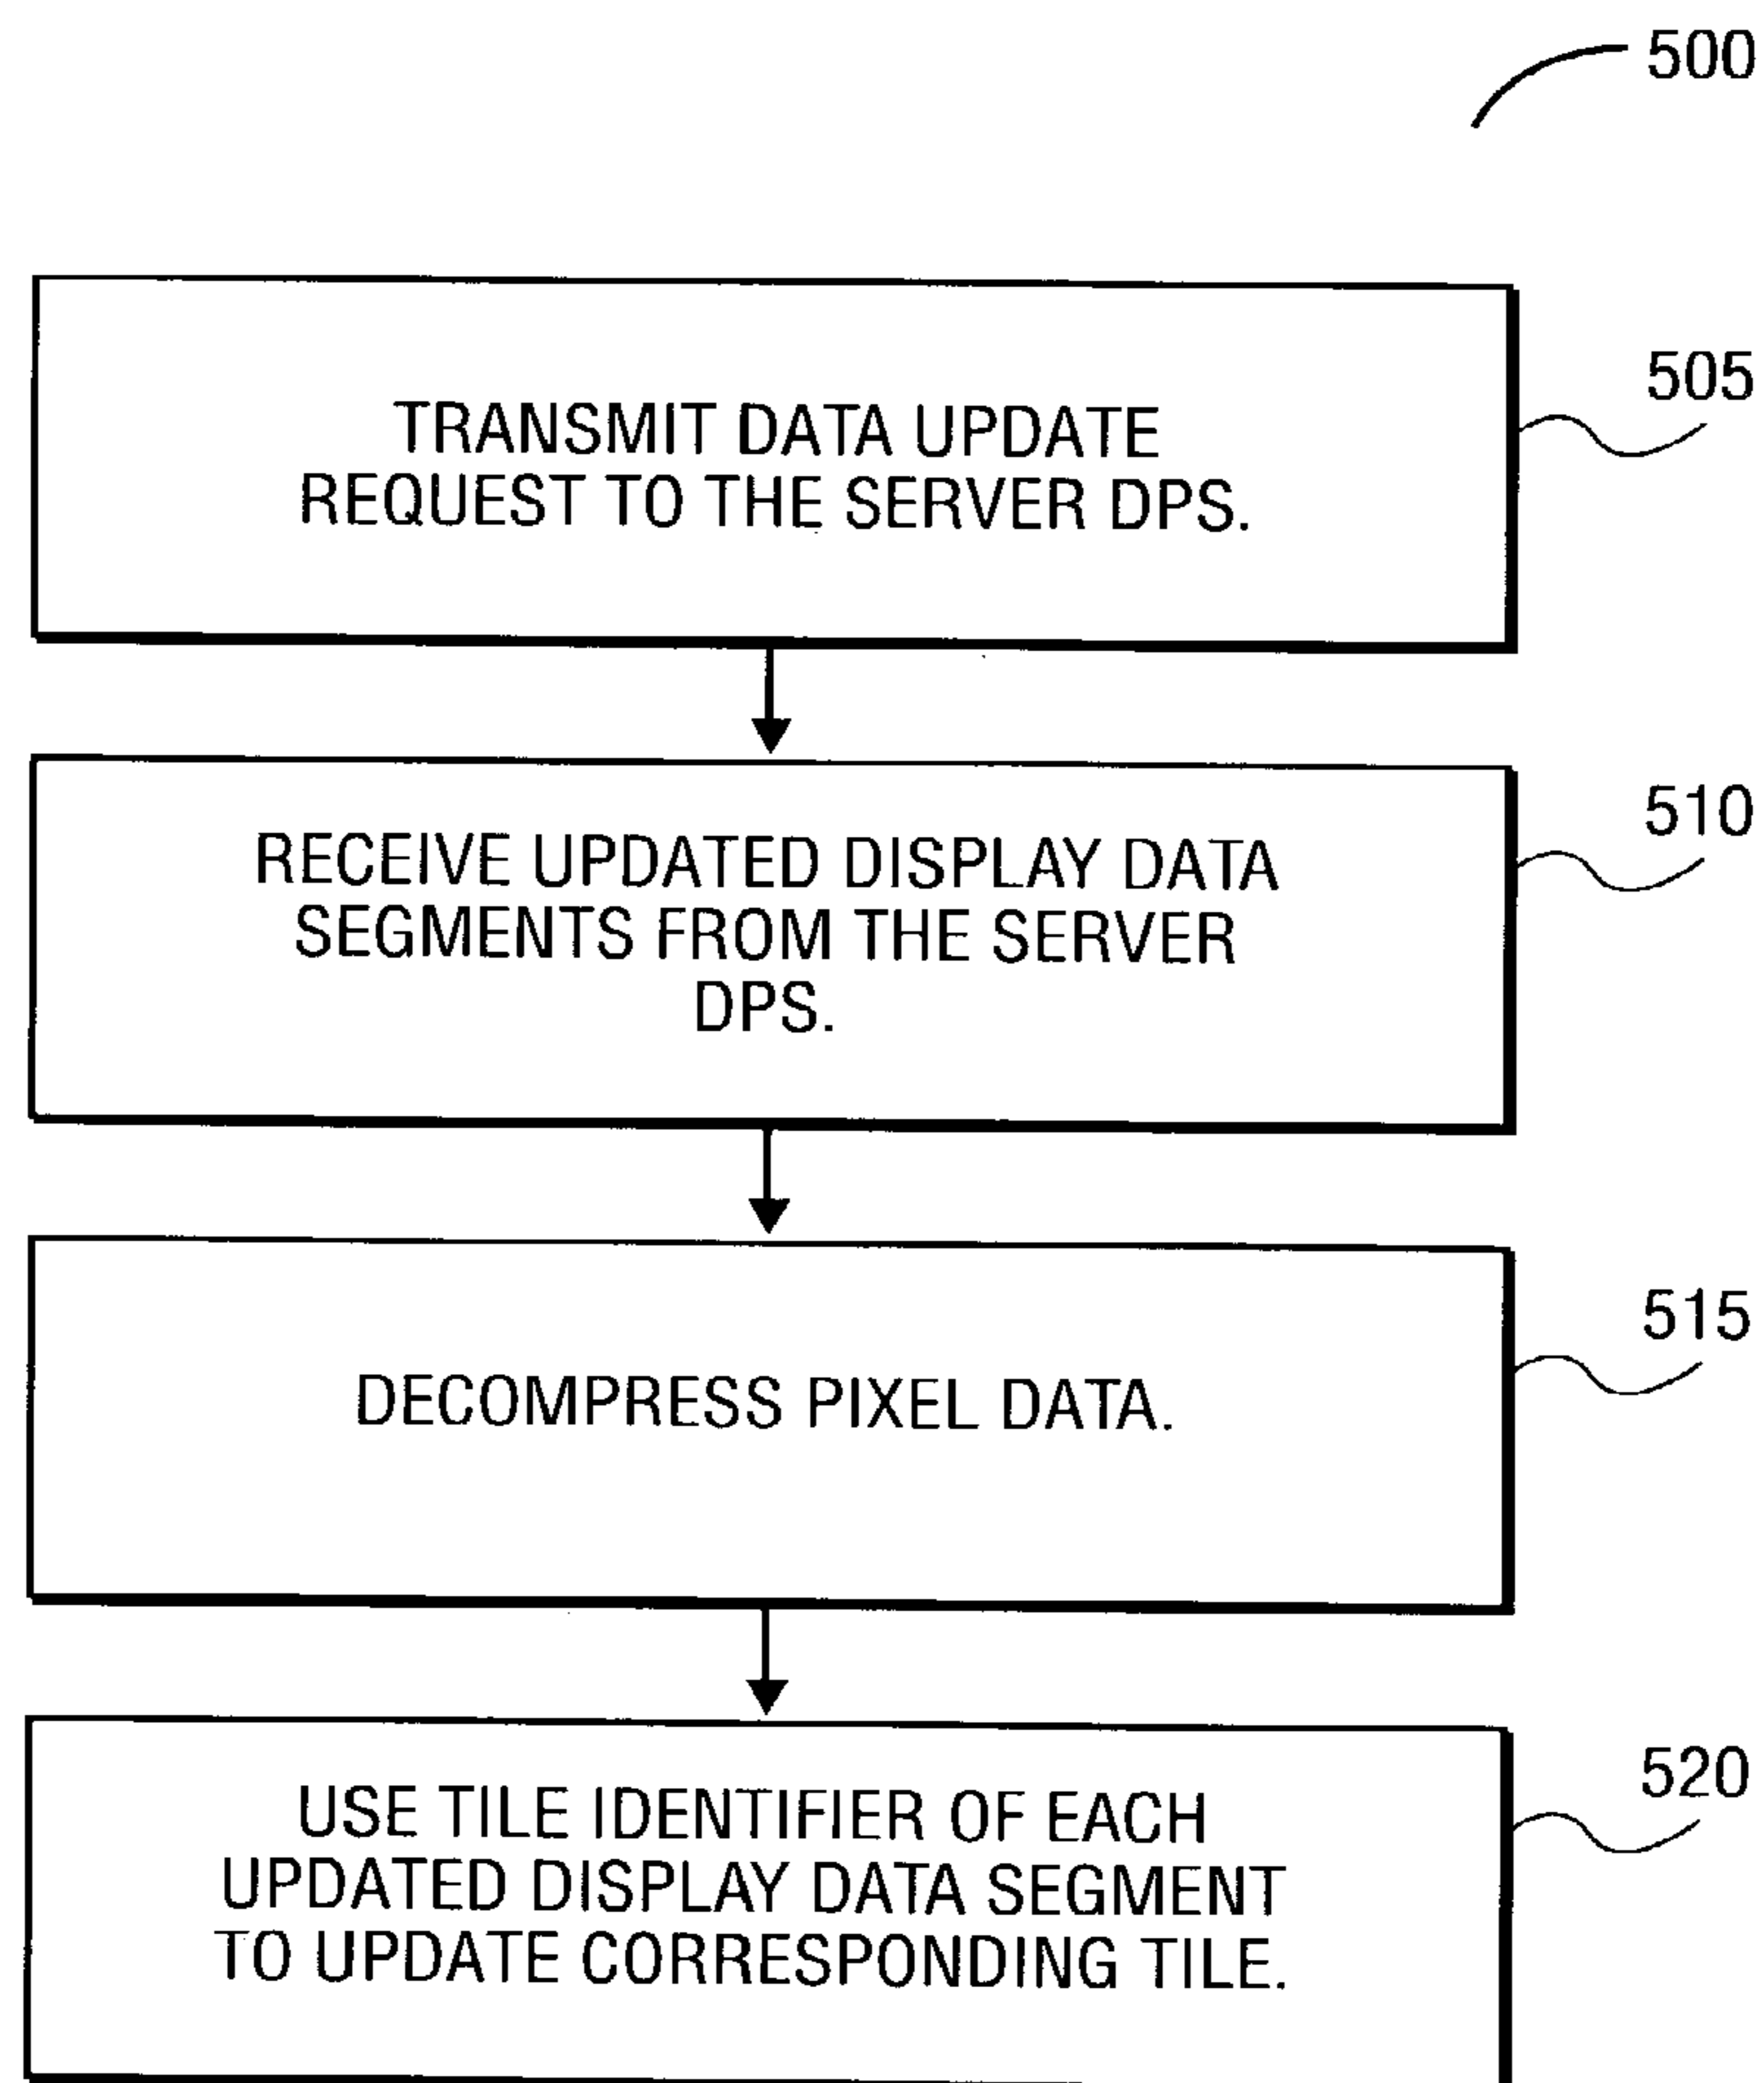 500
505
TRANSMIT DATA UPDATE
REQUEST TO THE SERVER DPS.
510
RECEIVE UPDATED DISPLAY DATA
SEGMENTS FROM THE SERVER
DPS.
515
DECOMPRESS PIXEL DATA.
520
USE TILE IDENTIFIER OF EACH
UPDATED DISPLAY DATA SEGMENT
TO UPDATE CORRESPONDING TILE.